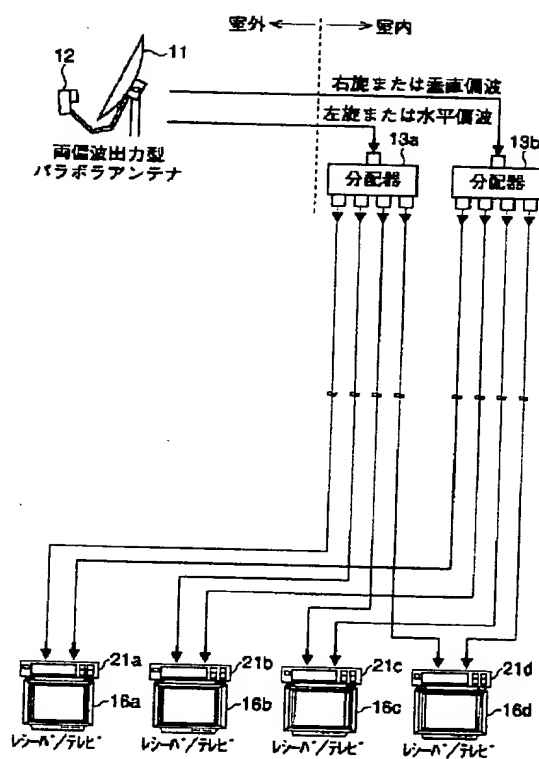 室外 室内
12
11
右旋または垂直偏波
左旋または水平偏波
両偏波出力型
パラボラアンテナ
13a
13b
分配器
分配器
21a
21b
21c
21d
16a
16b
16c
16d
レシーバ/テレビ
レシーバ/テレビ
レシーバ/テレビ
レシーバ/テレビ